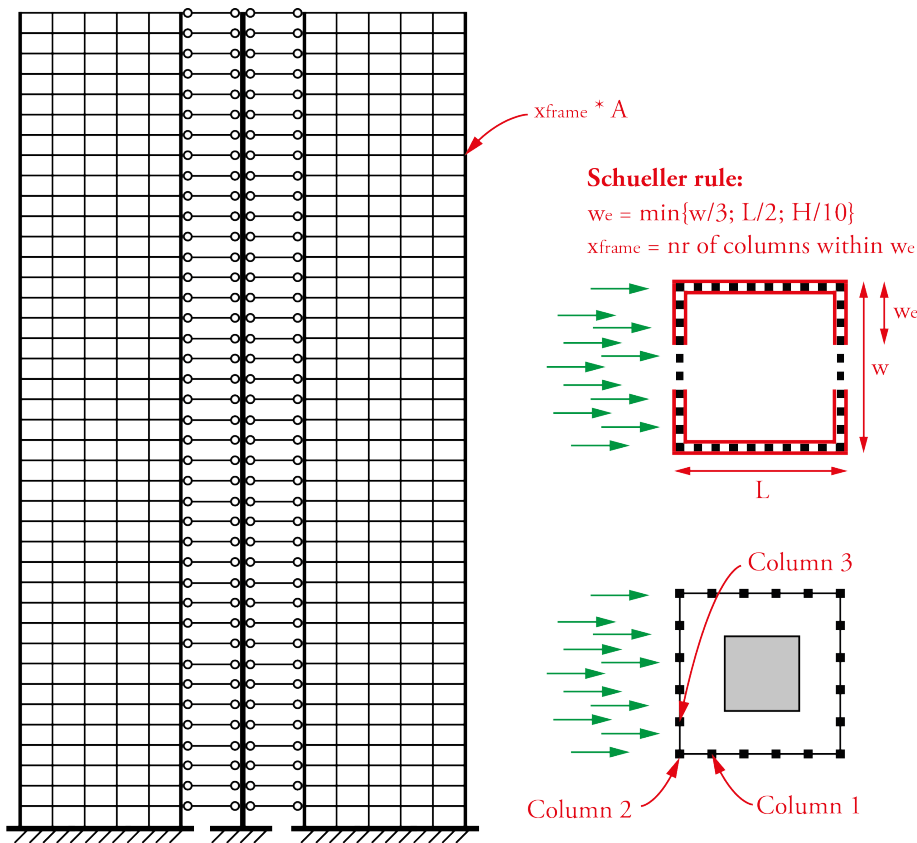 xframe * A
Schueller rule:
we = min{w/3; L/2; H/10}
xframe = nr of columns within we
we
w
L
Column 3
Column 2
Column 1